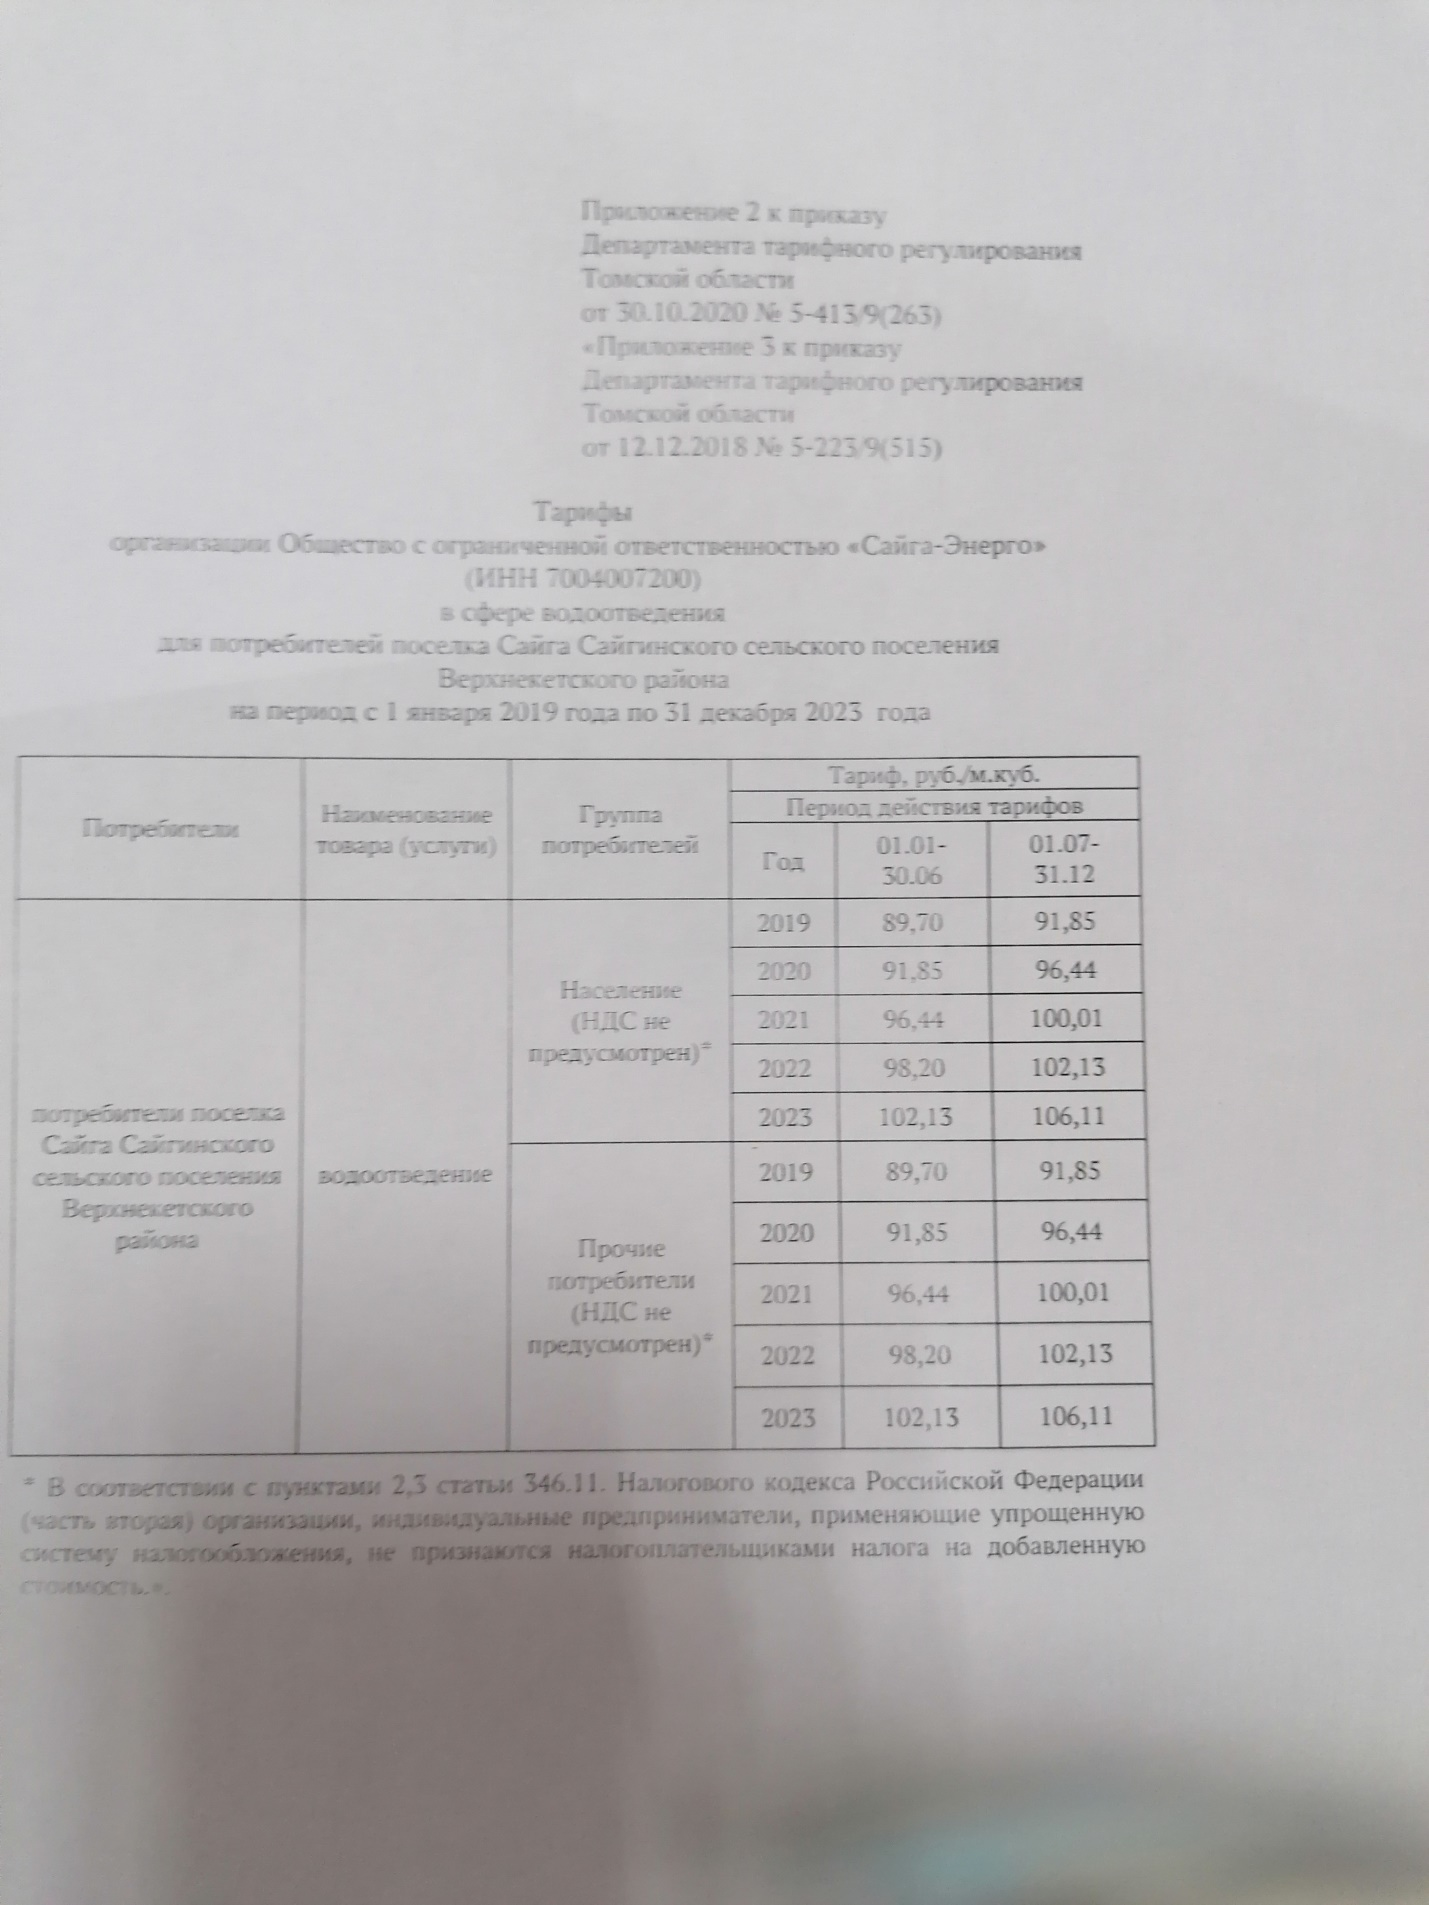 Приложение 2 к приказу
Департамента тарифного регулирования
Томской области
от 30.10.2020 № 5-413/9(263)
«Приложение 3 к приказу
Департамента тарифного регулирования
Томской области
от 12.12.2018 № 5-223/9(515)
Тарифы
организации Общество с ограниченной ответственностью «Сайга-Энерго»
(ИНН 7004007200)
в сфере водоотведения
для потребителей поселка Сайга Сайгинского сельского поселения
Верхнекетского района
на период с 1 января 2019 года по 31 декабря 2023 года
Потребители
Наименование
товара (услуги)
Группа
потребителей
Тариф, руб./м.куб.
Период действия тарифов
Год
01.01-
30.06
01.07-
31.12
потребители поселка
Сайга Сайгинского
сельского поселения
Верхнекетского
района
водоотведение
Население
(НДС не
предусмотрен)*
2019 89,70 91,85
2020 91,85 96,44
2021 96,44 100,01
2022 98,20 102,13
2023 102,13 106,11
Прочие
потребители
(НДС не
предусмотрен)*
2019 89,70 91,85
2020 91,85 96,44
2021 96,44 100,01
2022 98,20 102,13
2023 102,13 106,11
* В соответствии с пунктами 2,3 статьи 346.11. Налогового кодекса Российской Федерации
(часть вторая) организации, индивидуальные предприниматели, применяющие упрощенную
систему налогообложения, не признаются налогоплательщиками налога на добавленную
стоимость.».